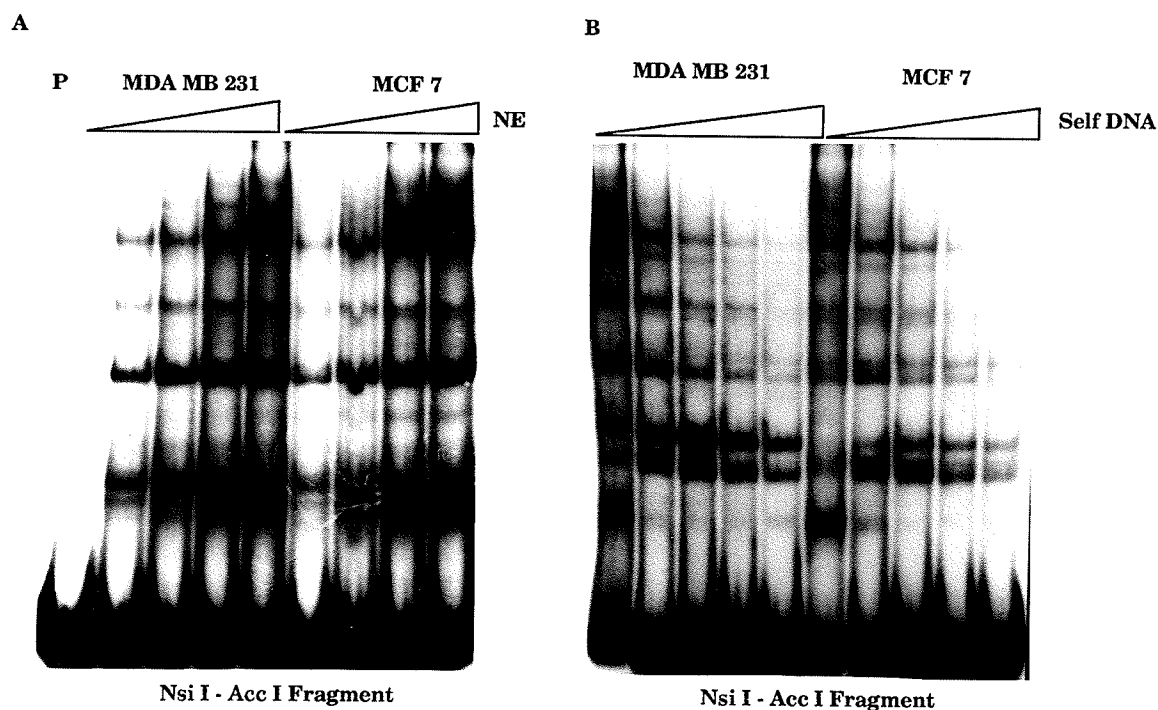 A
P
MDA MB 231
MCF 7
NE
Nsi I - Acc I Fragment
B
MDA MB 231
MCF 7
Self DNA
Nsi I - Acc I Fragment